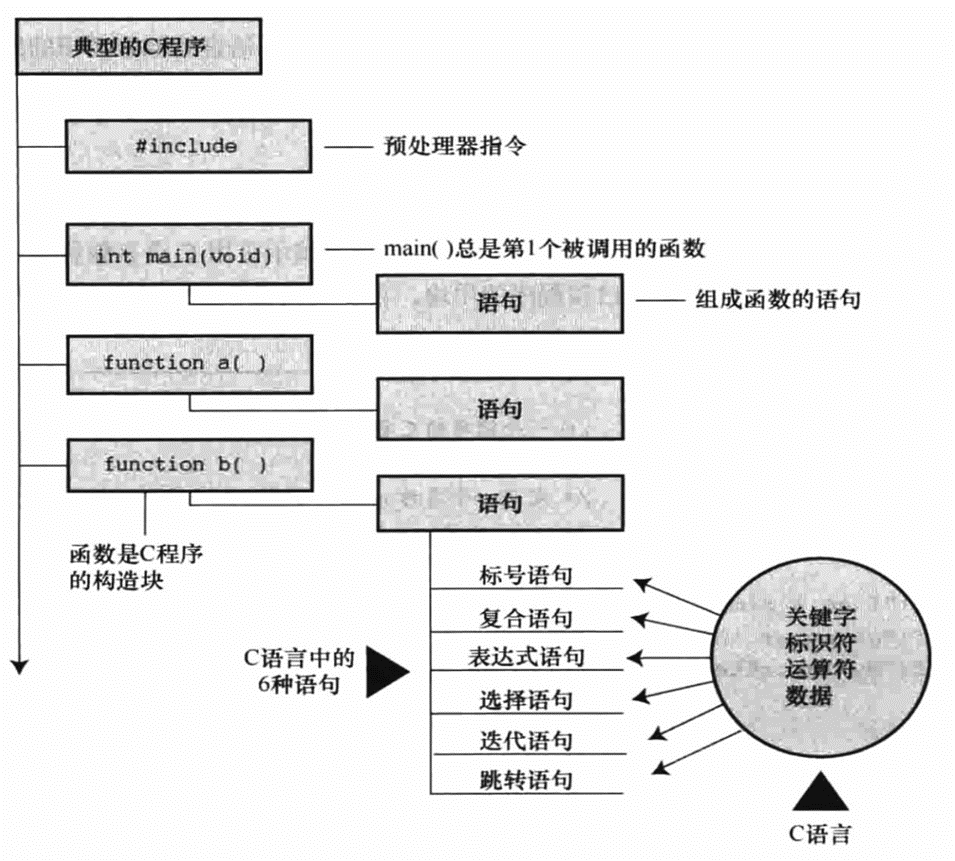 典型的C程序
#include
预处理器指令
int main(void)
main( )总是第1个被调用的函数
语句
组成函数的语句
function a( )
语句
function b( )
语句
函数是C程序
的构造块
标号语句
复合语句
表达式语句
选择语句
迭代语句
跳转语句
C语言中的
6种语句
关键字
标识符
运算符
数据
C语言